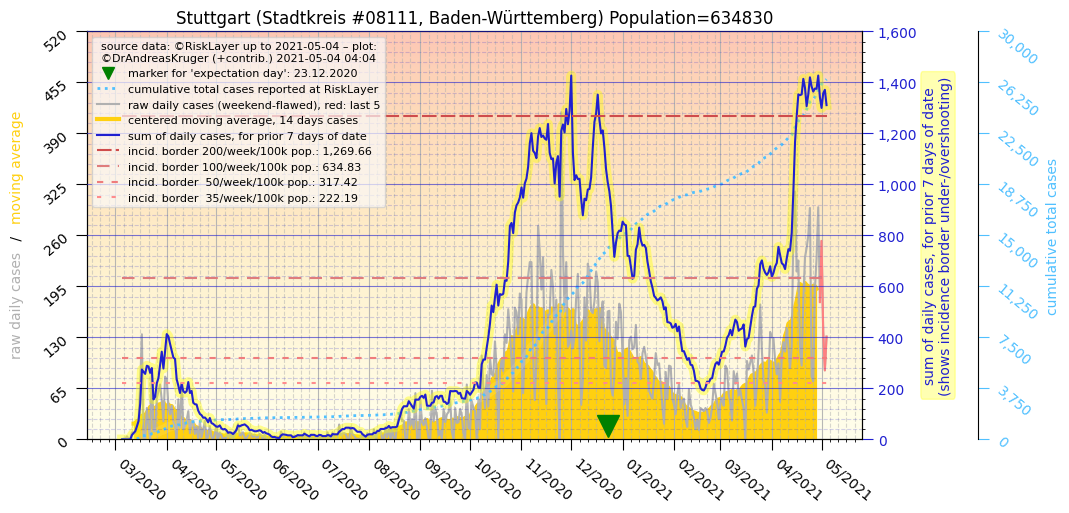 Stuttgart (Stadtkreis #08111, Baden-Württemberg) Population=634830
source data: ©RiskLayer up to 2021-05-04 – plot:
©DrAndreasKruger (+contrib.) 2021-05-04 04:04
marker for 'expectation day': 23.12.2020
cumulative total cases reported at RiskLayer
raw daily cases (weekend-flawed), red: last 5
centered moving average, 14 days cases
sum of daily cases, for prior 7 days of date
incid. border 200/week/100k pop.: 1,269.66
incid. border 100/week/100k pop.: 634.83
incid. border  50/week/100k pop.: 317.42
incid. border  35/week/100k pop.: 222.19
raw daily cases  /  moving average
520
455
390
325
260
195
130
65
0
03/2020
04/2020
05/2020
06/2020
07/2020
08/2020
09/2020
10/2020
11/2020
12/2020
01/2021
02/2021
03/2021
04/2021
05/2021
1,600
1,400
1,200
1,000
800
600
400
200
0
sum of daily cases, for prior 7 days of date
(shows incidence border under-/overshooting)
30,000
26,250
22,500
18,750
15,000
11,250
7,500
3,750
0
cumulative total cases